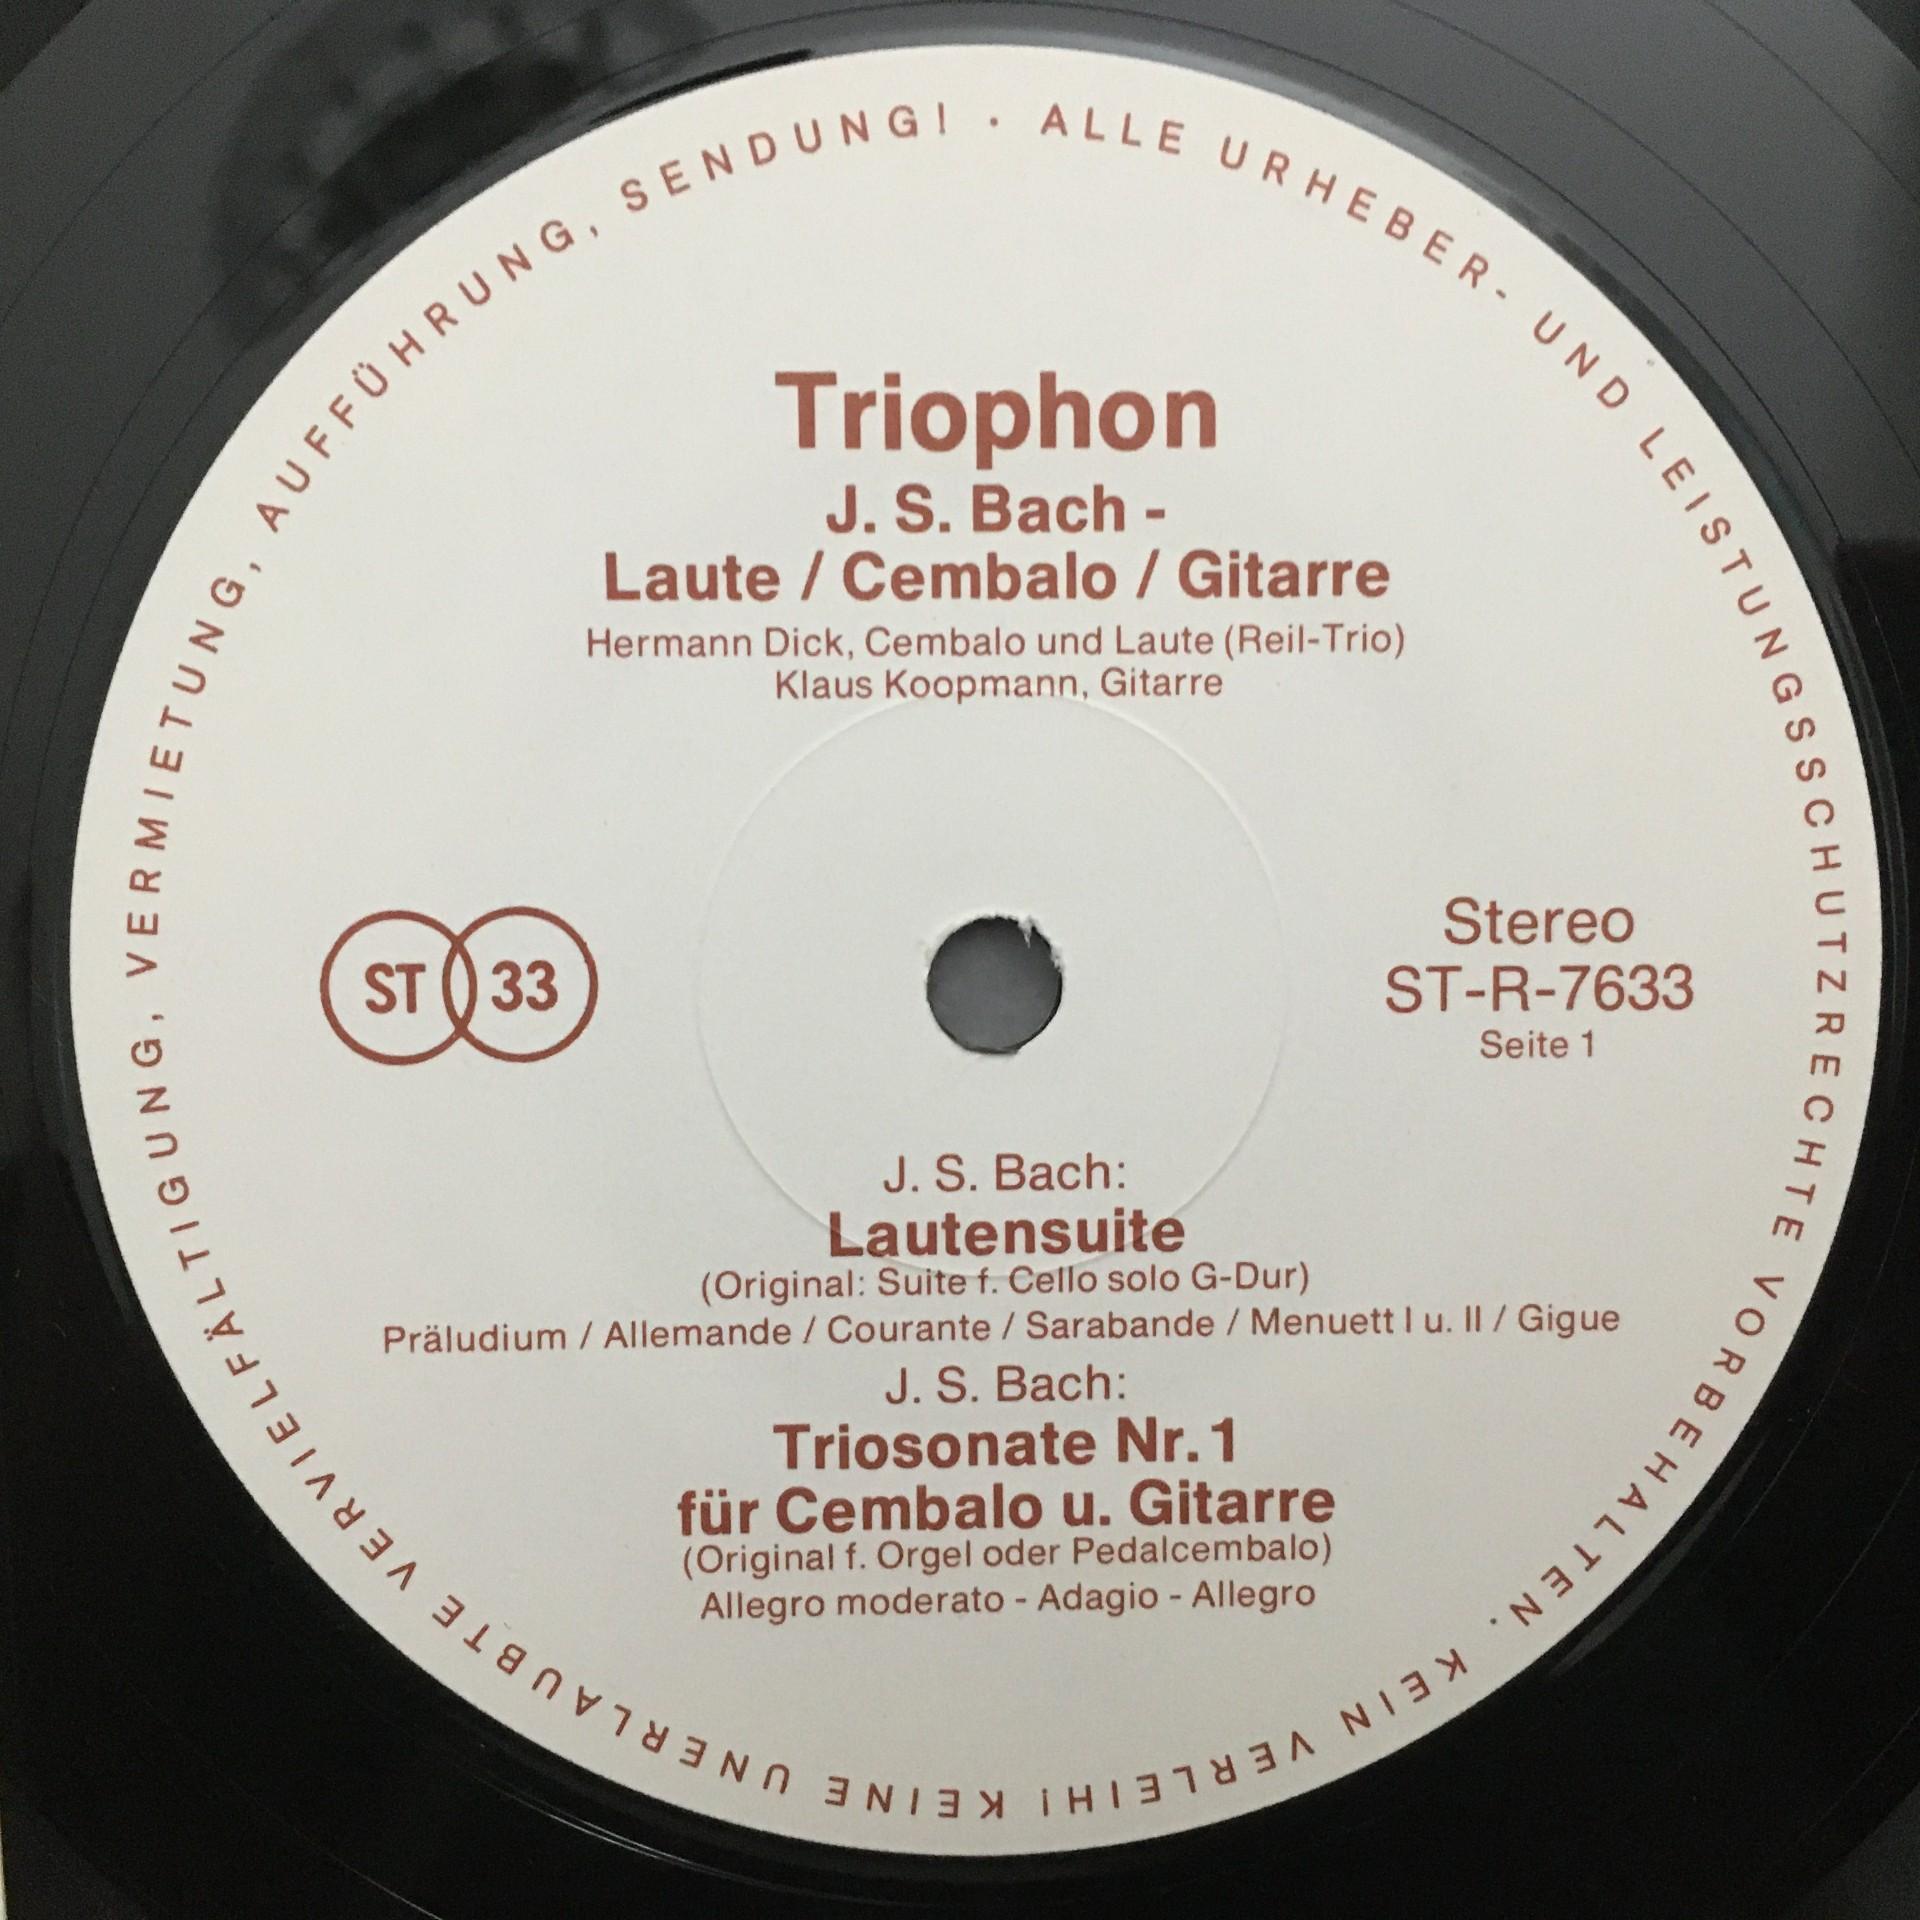 ALLE URHEBER- UND LEISTUNGSSCHUTZRECHTE VORBEHALTEN. KEIN VERLEIH! KEINE UNERLAUBTE VERVIELFÄLTIGUNG, VERMIETUNG, AUFFÜHRUNG, SENDUNG! ·
Triophon
J. S. Bach -
Laute / Cembalo / Gitarre
Hermann Dick, Cembalo und Laute (Reil-Trio)
Klaus Koopmann, Gitarre
ST 33
Stereo
ST-R-7633
Seite 1
J. S. Bach:
Lautensuite
(Original: Suite f. Cello solo G-Dur)
Präludium / Allemande / Courante / Sarabande / Menuett I u. II / Gigue
J. S. Bach:
Triosonate Nr. 1
für Cembalo u. Gitarre
(Original f. Orgel oder Pedalcembalo)
Allegro moderato - Adagio - Allegro